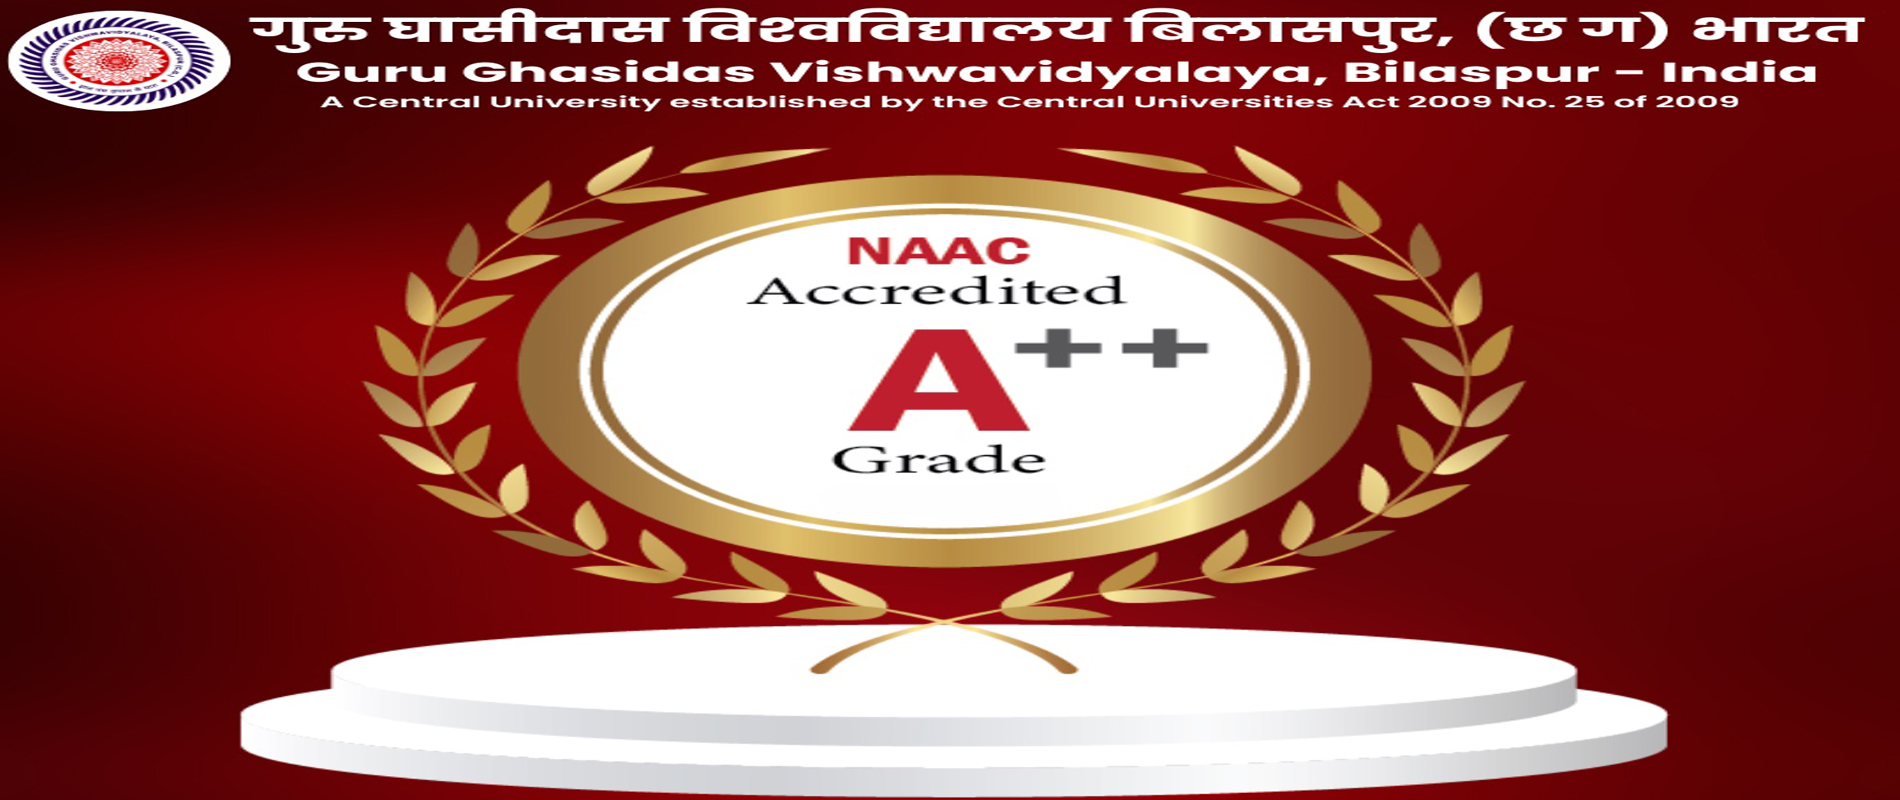 गुरु घासीदास विश्वविद्यालय बिलासपुर, (छ ग) भारत
Guru Ghasidas Vishwavidyalaya, Bilaspur – India
A Central University established by the Central Universities Act 2009 No. 25 of 2009
NAAC
Accredited
A++
Grade